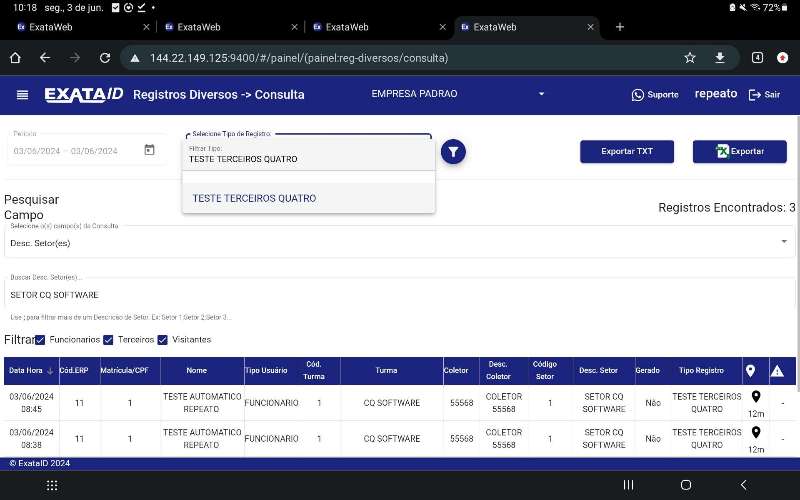 10:18 seg., 3 de jun.
72%
ExataWeb
ExataWeb
ExataWeb
ExataWeb
144.22.149.125:9400/#/painel/(painel:reg-diversos/consulta)
4
EXATAID Registros Diversos -> Consulta
EMPRESA PADRAO
Suporte
repeato
Sair
Período
03/06/2024 – 03/06/2024
Selecione Tipo de Registro:
Filtrar Tipo:
TESTE TERCEIROS QUATRO
TESTE TERCEIROS QUATRO
Exportar TXT
Exportar
Pesquisar
Campo
Registros Encontrados: 3
Selecione o(s) campo(s) da Consulta
Desc. Setor(es)
Buscar Desc. Setor(es)...
SETOR CQ SOFTWARE
Use ; para filtrar mais de um Descrição de Setor. Ex: Setor 1;Setor 2;Setor 3...
Filtrar
Funcionarios
Terceiros
Visitantes
Data Hora Cód.ERP Matrícula/CPF Nome Tipo Usuário Cód. Turma Turma Coletor Desc. Coletor Código Setor Desc. Setor Gerado Tipo Registro
03/06/2024 08:45 11 1 TESTE AUTOMATICO REPEATO FUNCIONARIO 1 CQ SOFTWARE 55568 COLETOR 55568 1 SETOR CQ SOFTWARE Não TESTE TERCEIROS QUATRO 12m -
03/06/2024 08:38 11 1 TESTE AUTOMATICO REPEATO FUNCIONARIO 1 CQ SOFTWARE 55568 COLETOR 55568 1 SETOR CQ SOFTWARE Não TESTE TERCEIROS QUATRO 12m -
© ExataID 2024